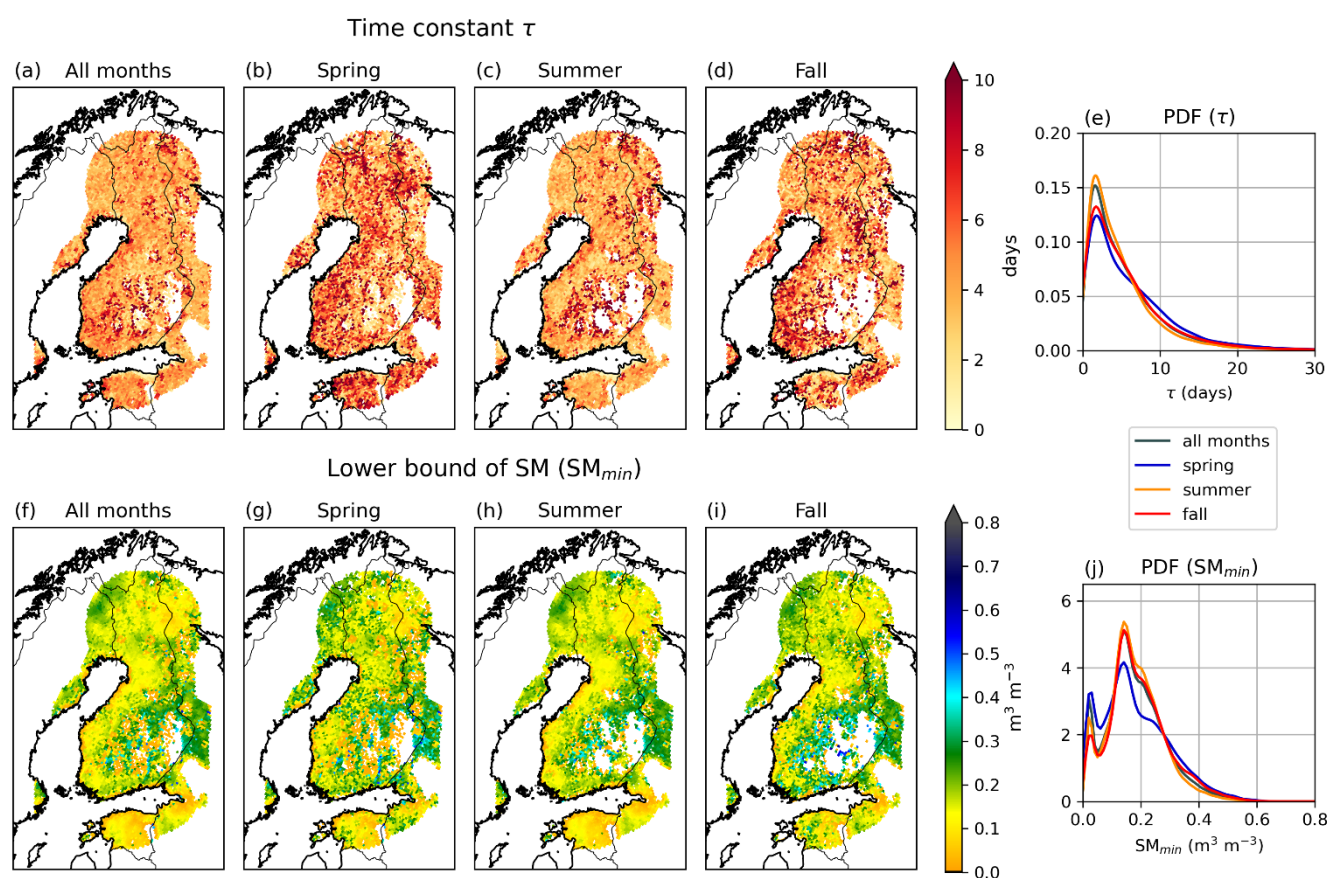 Time constant τ
(a) All months
(b) Spring
(c) Summer
(d) Fall
10
8
6
4
2
0
days
(e) PDF (τ)
0.20
0.15
0.10
0.05
0.00
0 10 20 30
τ (days)
all months
spring
summer
fall
Lower bound of SM (SMmin)
(f) All months
(g) Spring
(h) Summer
(i) Fall
0.8
0.7
0.6
0.5
0.4
0.3
0.2
0.1
0.0
m³ m⁻³
(j) PDF (SMmin)
6
4
2
0
0.0 0.2 0.4 0.6 0.8
SMmin (m³ m⁻³)